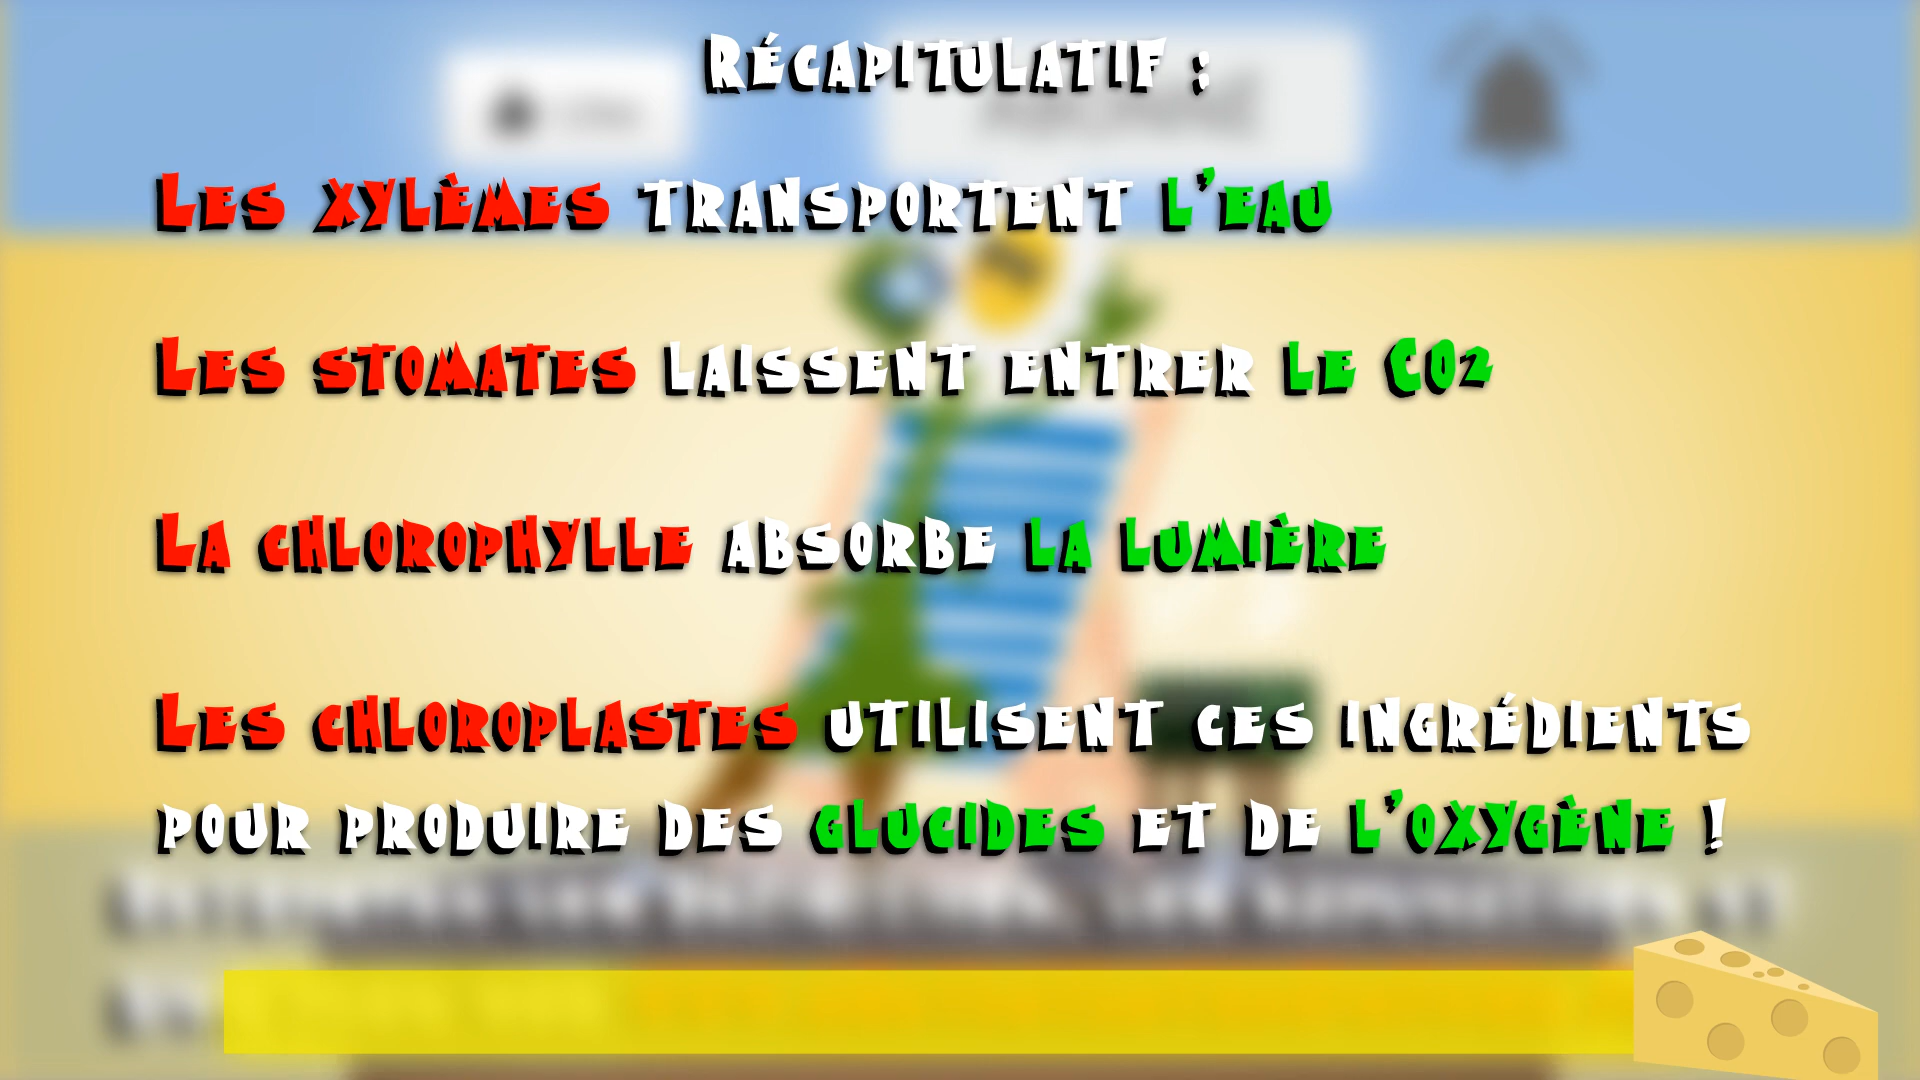 Récapitulatif :
Les xylèmes transportent l'eau
Les stomates laissent entrer le CO2
La chlorophylle absorbe la lumière
Les chloroplastes utilisent ces ingrédients
pour produire des glucides et de l'oxygène !